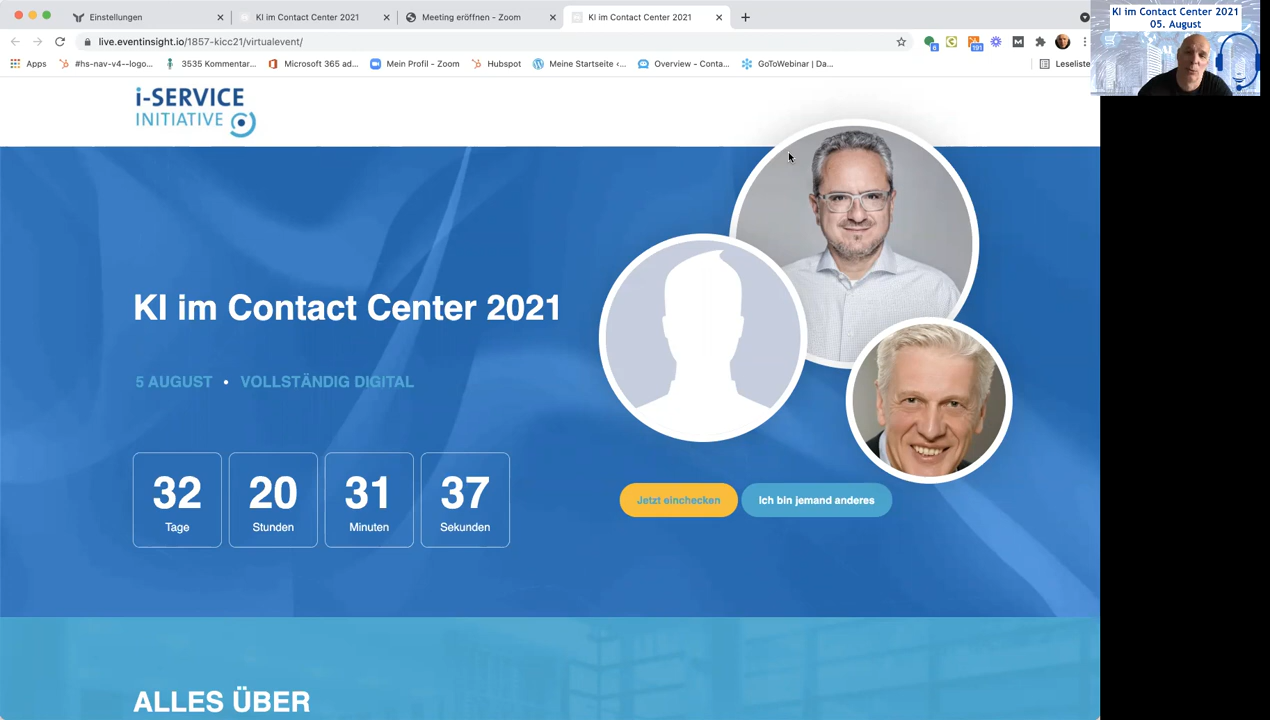 Einstellungen
KI im Contact Center 2021
Meeting eröffnen - Zoom
KI im Contact Center 2021
live.eventinsight.io/1857-kicc21/virtualevent/
6
191
Apps
#hs-nav-v4--logo...
3535 Kommentar...
Microsoft 365 ad...
Mein Profil - Zoom
Hubspot
Meine Startseite ‹...
Overview - Conta...
GoToWebinar | Da...
Leseliste
KI im Contact Center 2021
05. August
i-SERVICE
INITIATIVE
KI im Contact Center 2021
5 AUGUST • VOLLSTÄNDIG DIGITAL
32 20 31 37
Tage Stunden Minuten Sekunden
Jetzt einchecken
Ich bin jemand anderes
ALLES ÜBER